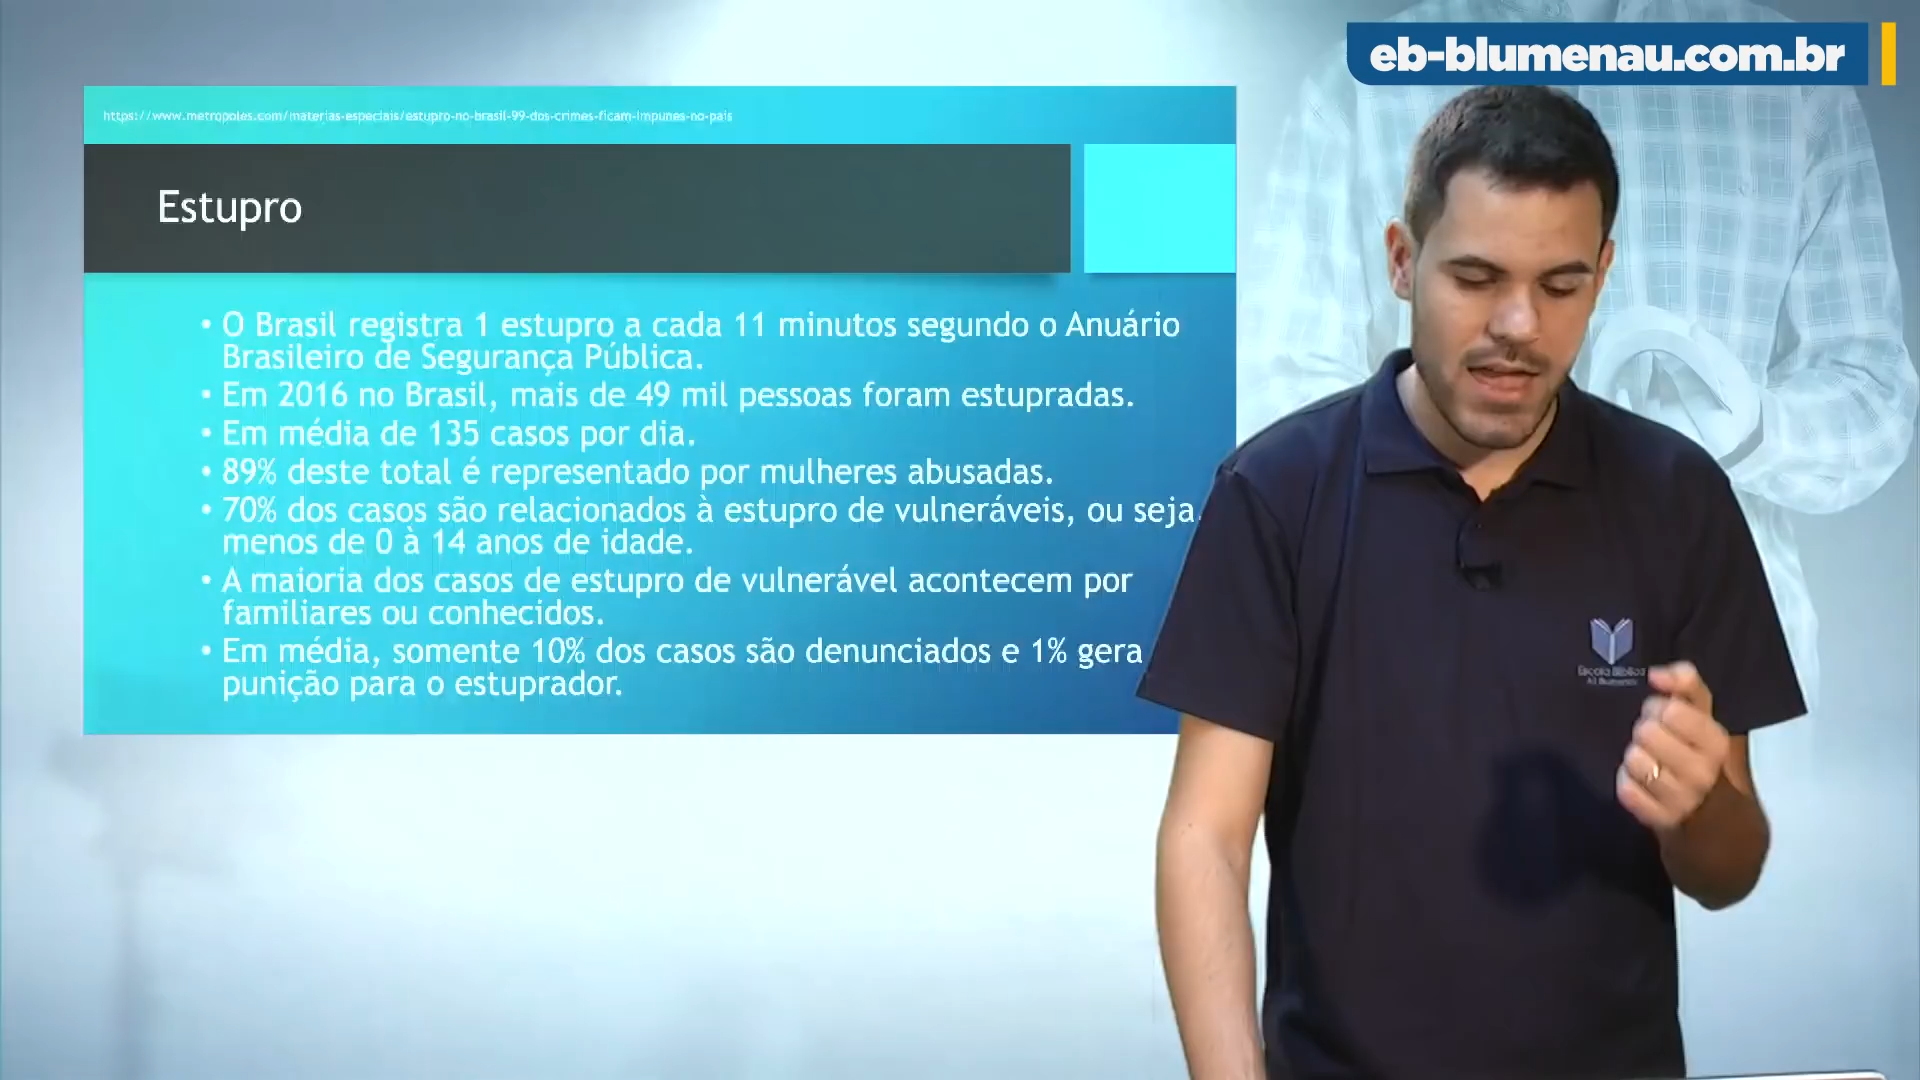 eb-blumenau.com.br
https://www.metropoles.com/materias-especiais/estupro-no-brasil-99-dos-crimes-ficam-impunes-no-pais
Estupro
• O Brasil registra 1 estupro a cada 11 minutos segundo o Anuário
Brasileiro de Segurança Pública.
• Em 2016 no Brasil, mais de 49 mil pessoas foram estupradas.
• Em média de 135 casos por dia.
• 89% deste total é representado por mulheres abusadas.
• 70% dos casos são relacionados à estupro de vulneráveis, ou seja,
menos de 0 à 14 anos de idade.
• A maioria dos casos de estupro de vulnerável acontecem por
familiares ou conhecidos.
• Em média, somente 10% dos casos são denunciados e 1% gera
punição para o estuprador.
Escola Bíblica